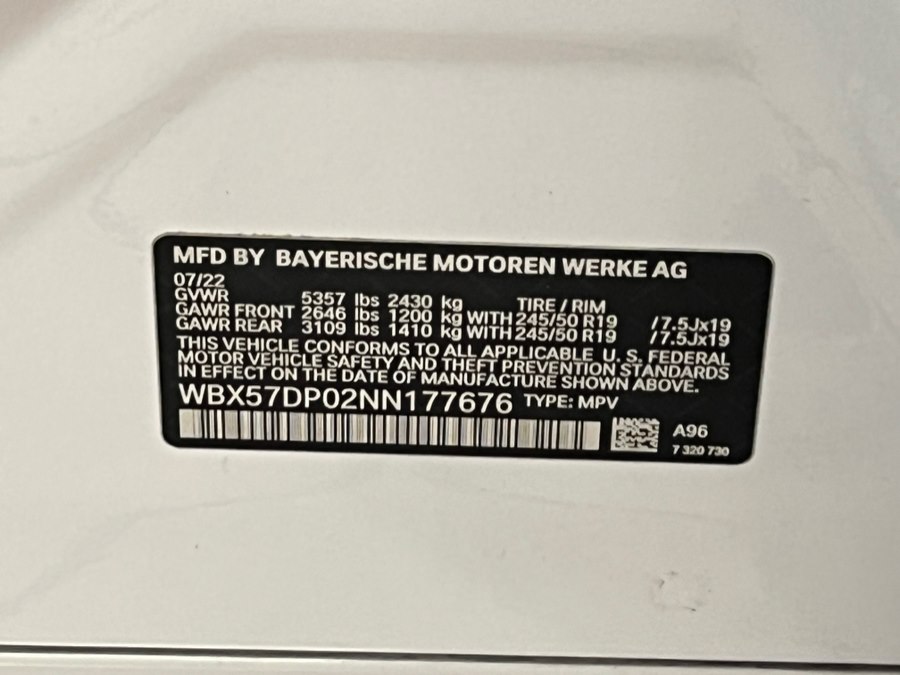 MFD BY BAYERISCHE MOTOREN WERKE AG
07/22
GVWR 5357 lbs 2430 kg TIRE / RIM
GAWR FRONT 2646 lbs 1200 kg WITH 245/50 R19 /7.5Jx19
GAWR REAR 3109 lbs 1410 kg WITH 245/50 R19 /7.5Jx19
THIS VEHICLE CONFORMS TO ALL APPLICABLE U.S. FEDERAL
MOTOR VEHICLE SAFETY AND THEFT PREVENTION STANDARDS
IN EFFECT ON THE DATE OF MANUFACTURE SHOWN ABOVE.
WBX57DP02NN177676 TYPE: MPV
A96
7 320 730